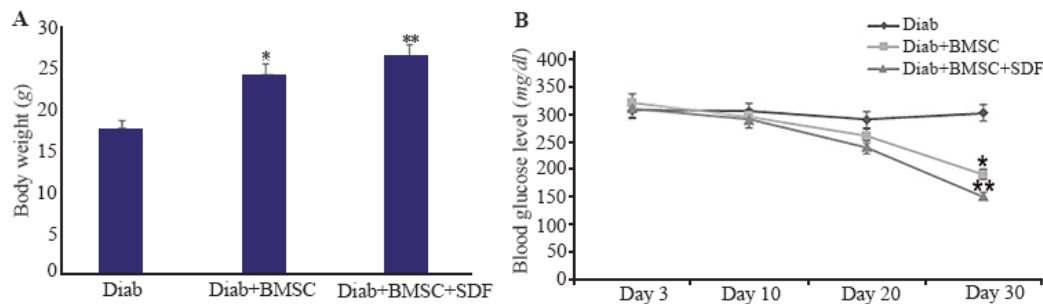 A
30
25
20
15
10
5
0
Body weight (g)
*
**
Diab
Diab+BMSC
Diab+BMSC+SDF
B
Diab
Diab+BMSC
Diab+BMSC+SDF
400
350
300
250
200
150
100
50
0
Blood glucose level (mg/dl)
*
**
Day 3
Day 10
Day 20
Day 30